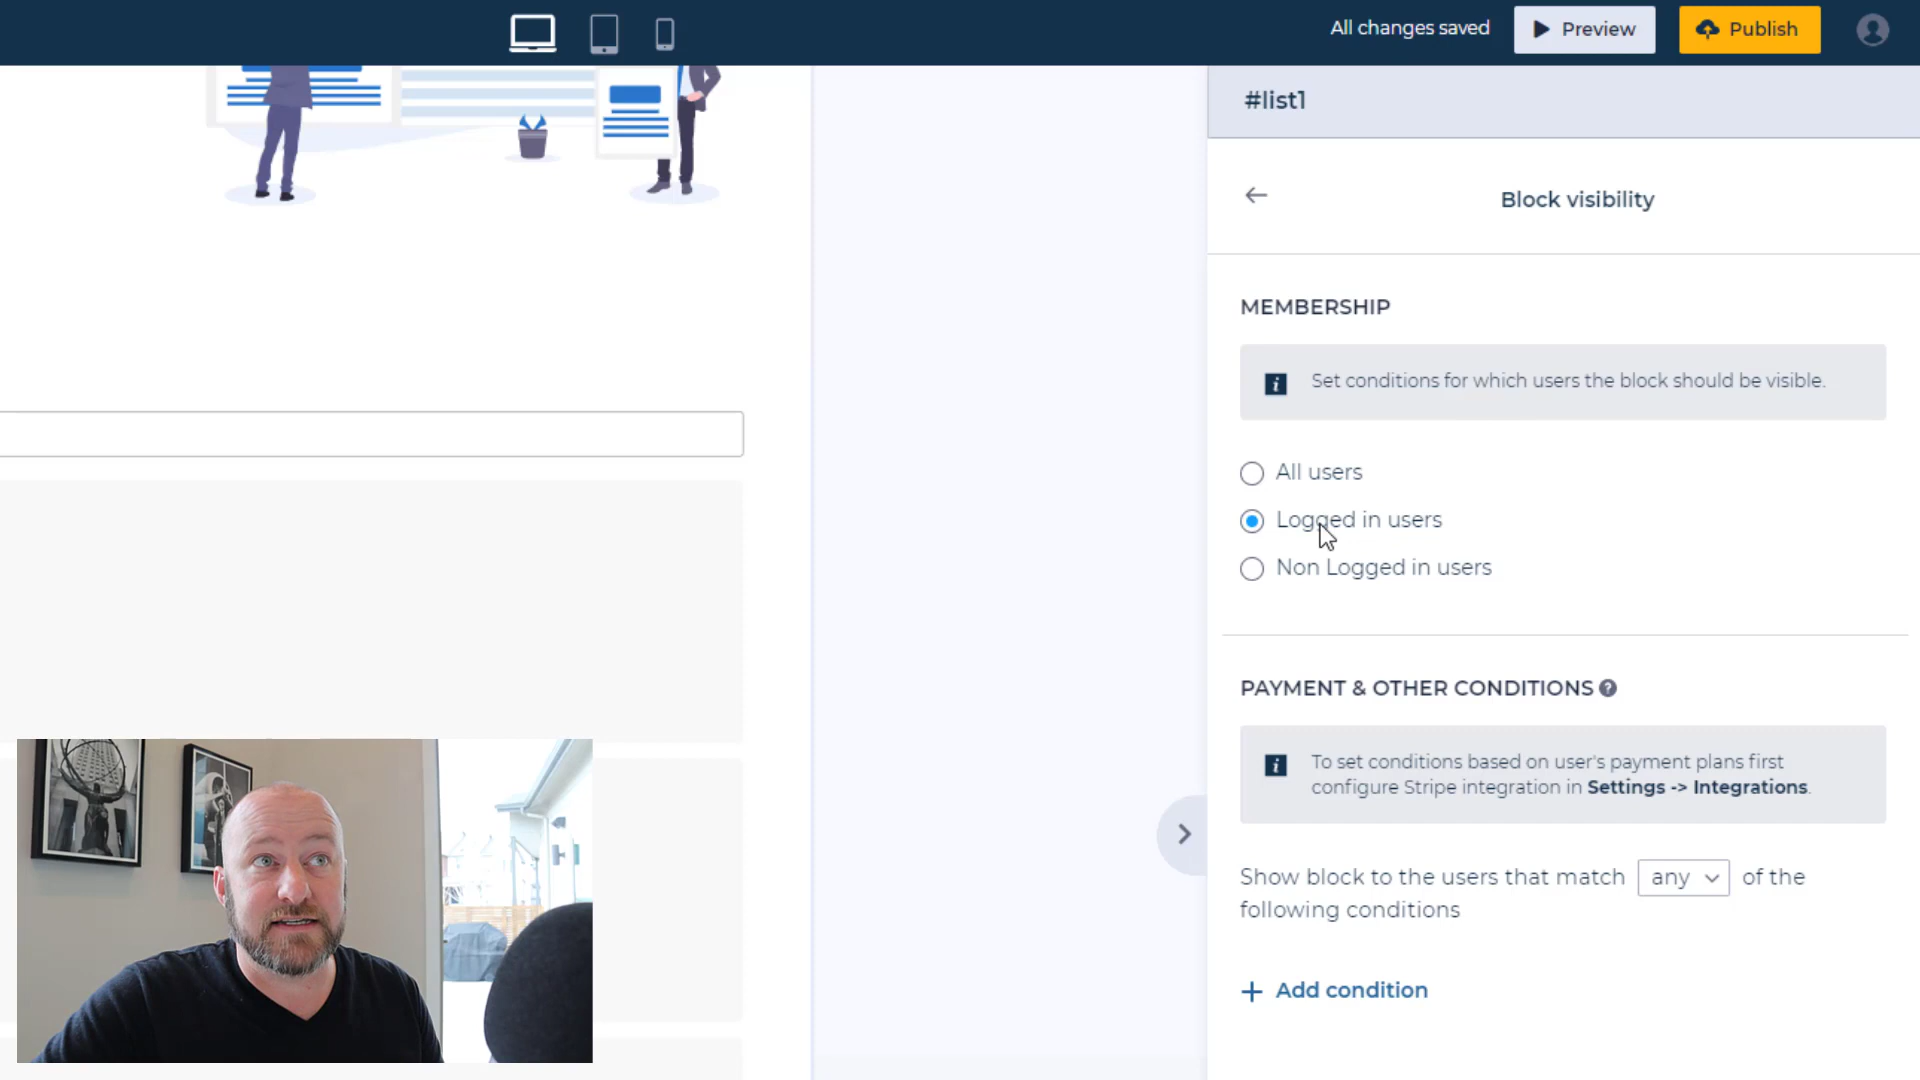 All changes saved
Preview
Publish
#list1
Block visibility
MEMBERSHIP
Set conditions for which users the block should be visible.
All users
Logged in users
Non Logged in users
PAYMENT & OTHER CONDITIONS
To set conditions based on user's payment plans first
configure Stripe integration in Settings -> Integrations.
Show block to the users that match any of the
following conditions
Add condition